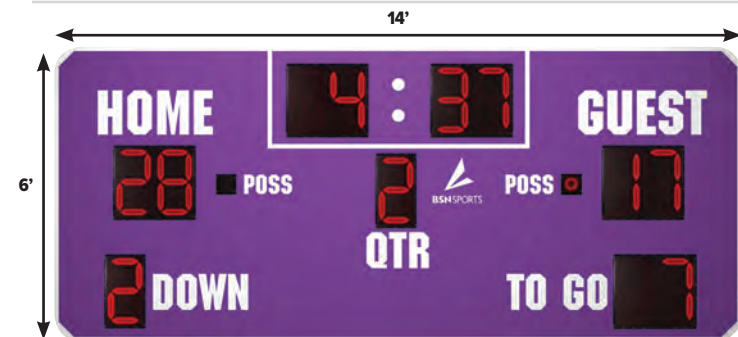 14'
4 : 37
HOME GUEST
6' 28 POSS 2 BSN SPORTS POSS 17
QTR
2 DOWN TO GO 7